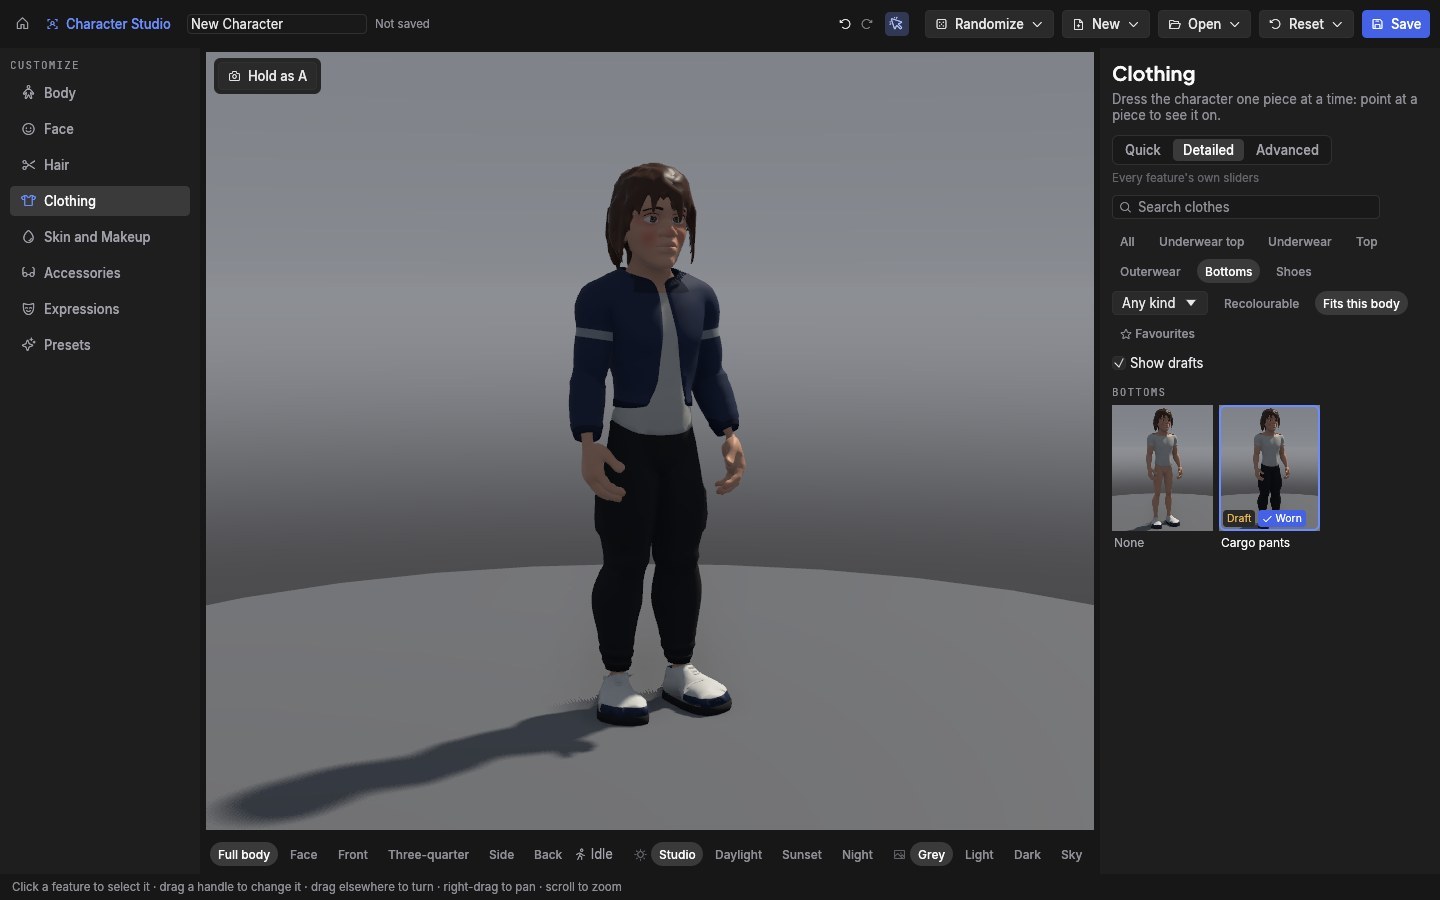 Character Studio
New Character
Not saved
Randomize
New
Open
Reset
Save
CUSTOMIZE
Body
Face
Hair
Clothing
Skin and Makeup
Accessories
Expressions
Presets
Hold as A
Clothing
Dress the character one piece at a time: point at a
piece to see it on.
Quick Detailed Advanced
Every feature's own sliders
Search clothes
All Underwear top Underwear Top
Outerwear Bottoms Shoes
Any kind Recolourable Fits this body
Favourites
Show drafts
BOTTOMS
Draft Worn
None Cargo pants
Full body Face Front Three-quarter Side Back Idle Studio Daylight Sunset Night Grey Light Dark Sky
Click a feature to select it · drag a handle to change it · drag elsewhere to turn · right-drag to pan · scroll to zoom